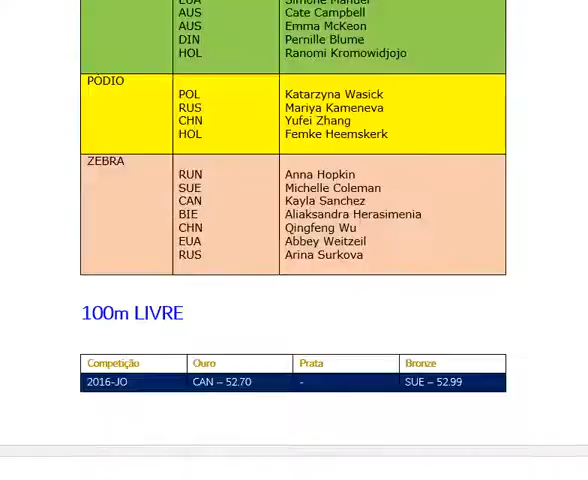 EUA Simone Manuel
AUS Cate Campbell
AUS Emma McKeon
DIN Pernille Blume
HOL Ranomi Kromowidjojo
PÓDIO
POL Katarzyna Wasick
RUS Mariya Kameneva
CHN Yufei Zhang
HOL Femke Heemskerk
ZEBRA
RUN Anna Hopkin
SUE Michelle Coleman
CAN Kayla Sanchez
BIE Aliaksandra Herasimenia
CHN Qingfeng Wu
EUA Abbey Weitzeil
RUS Arina Surkova
100m LIVRE
Competição Ouro Prata Bronze
2016-JO CAN – 52.70 - SUE – 52.99